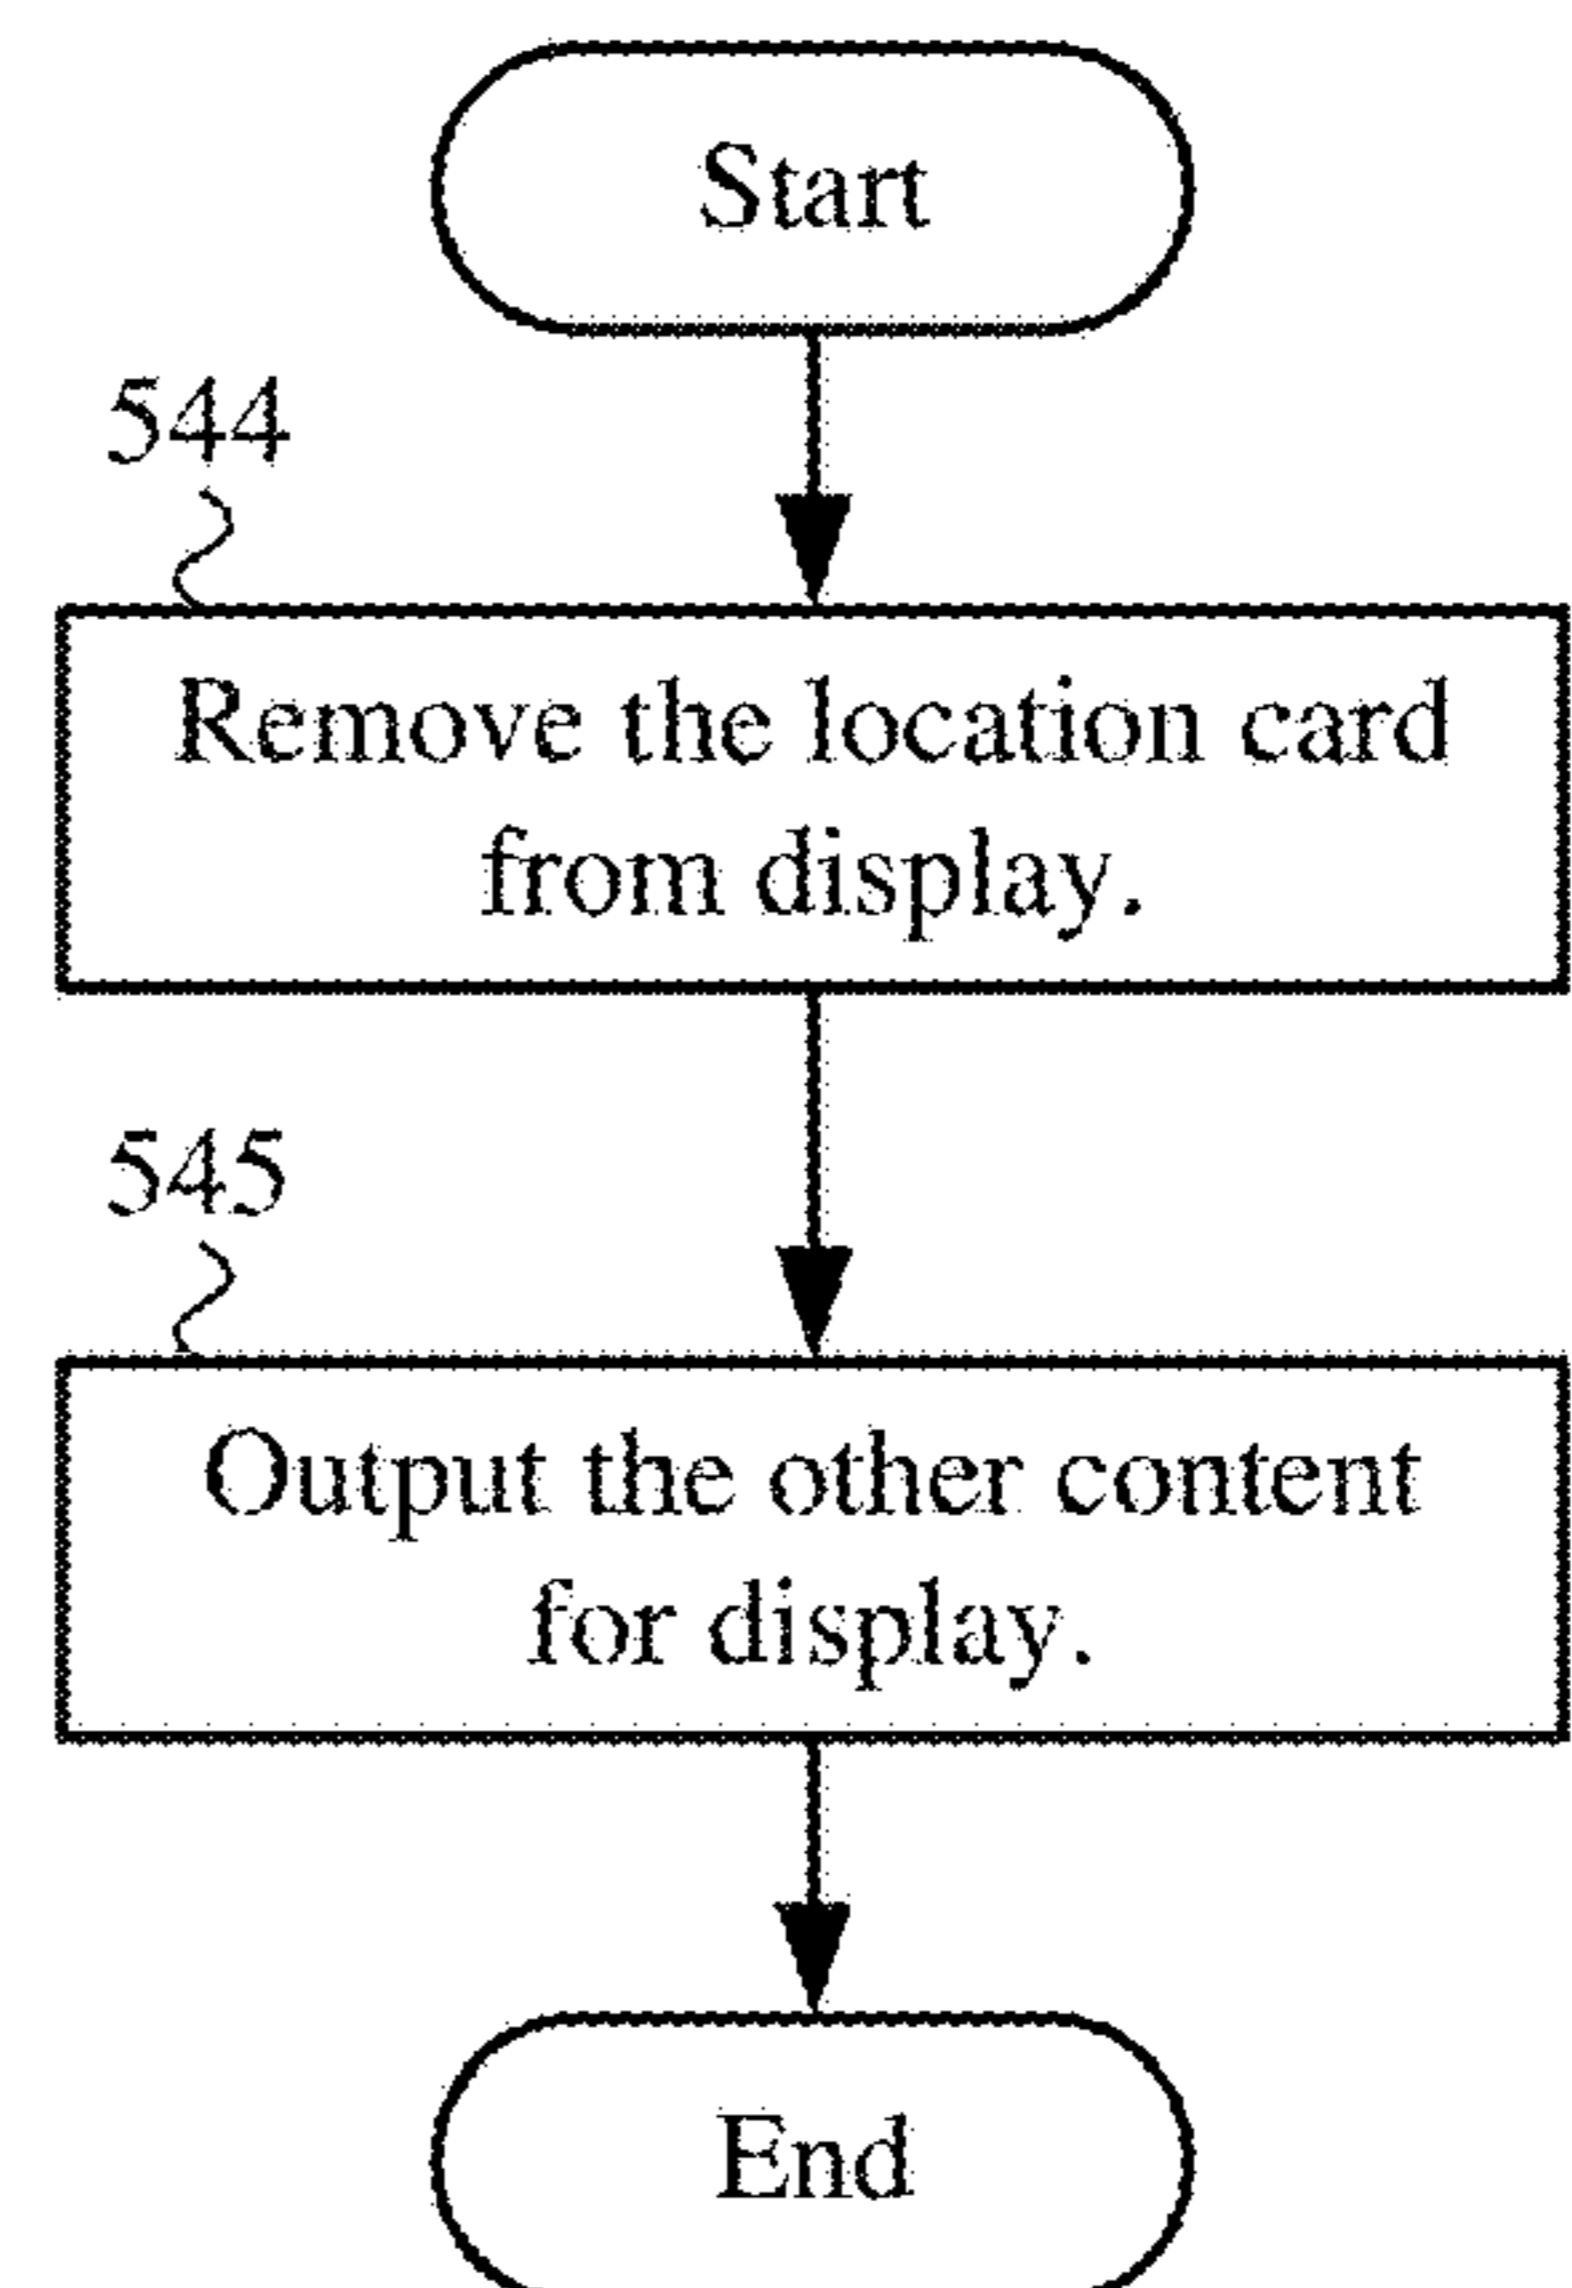 Start
544
Remove the location card
from display.
545
Output the other content
for display.
End